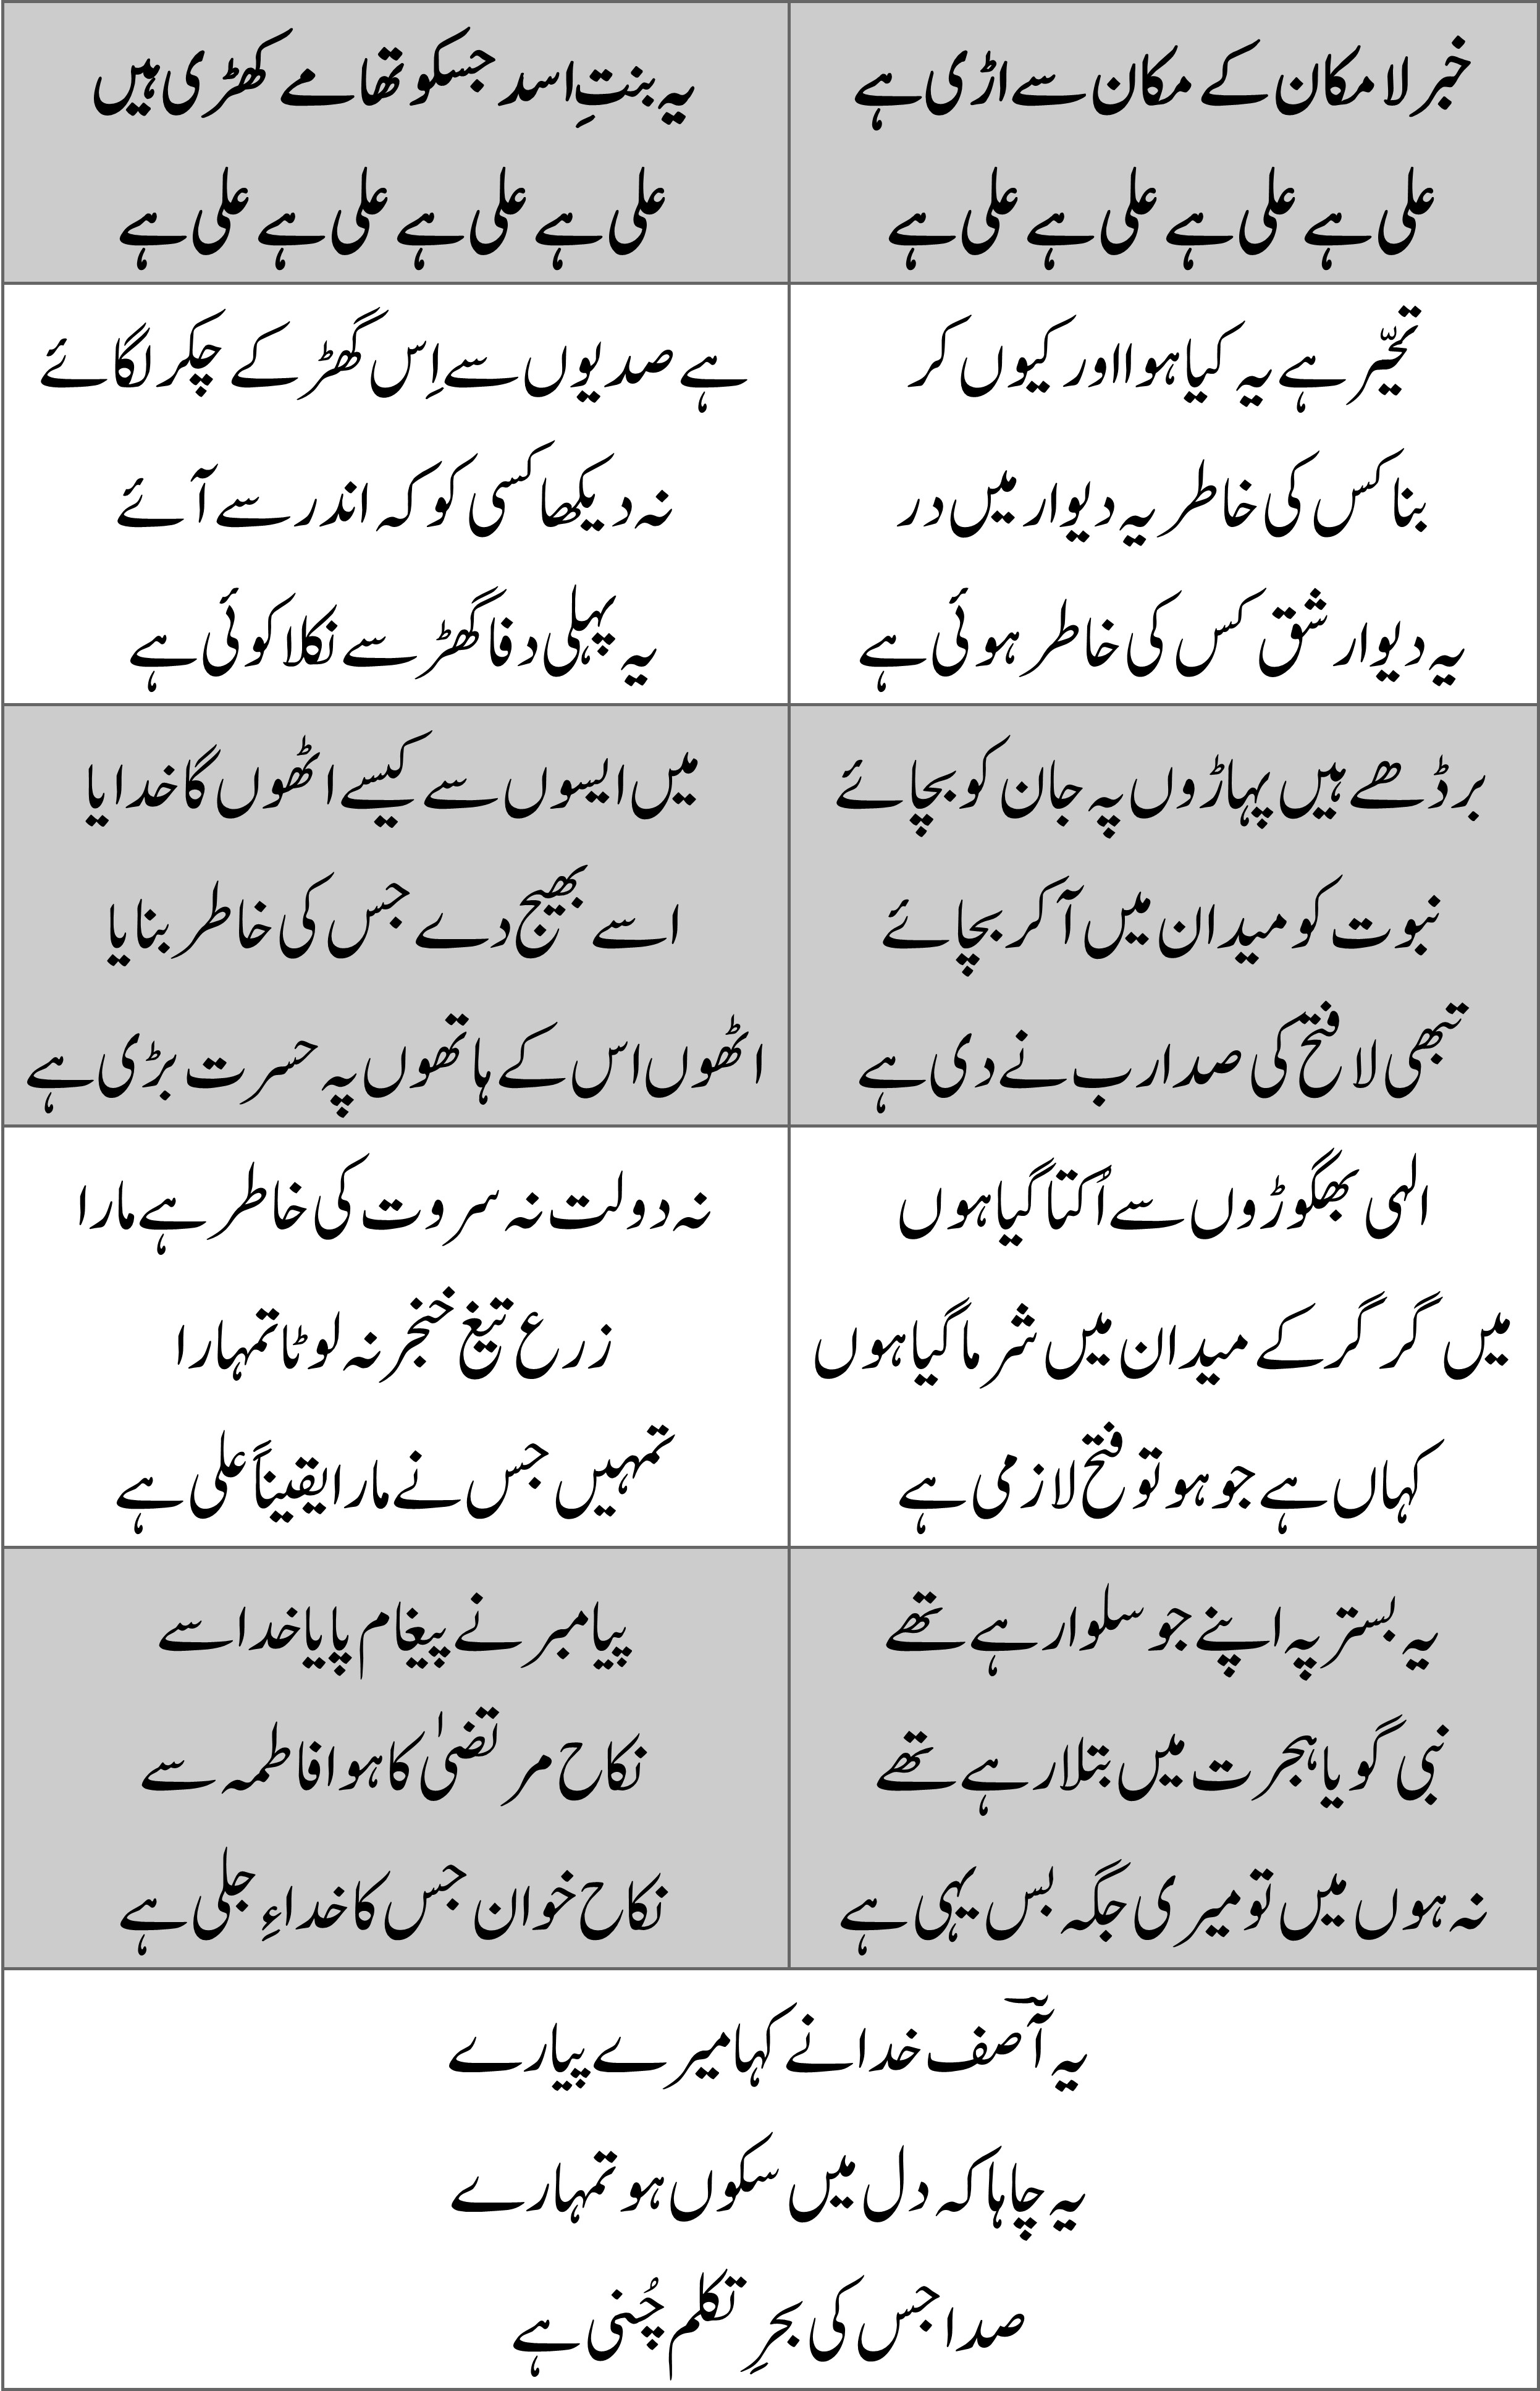 خبر لا مکان کے مکان سے اڑی ہے
علی ہے علی ہے علی ہے علی ہے
یہ بنتِ اسد جسکو تھامے کھڑی ہیں
علی ہے علی ہے علی ہے علی ہے
تحیّر ہے یہ کیا ہوا اور کیوں کر
بنا کس کی خاطر یہ دیوار میں در
یہ دیوار شق کس کی خاطر ہوئی ہے
ہے صدیوں سے اِس گھڑ کے چکر لگائے
نہ دیکھا کسی کو کہ اندر سے آئے
یہ پہلی دفا گھڑ سے نکلا کوئی ہے
برڈھے ہیں پہاڑوں پہ جان کو بچائے
نبوت کو میدان میں آکر بچائے
تبھی لا فتح کی صدا رب نے دی ہے
میں ایسوں سے کیسے اٹھوں گا خدایا
اسے بھیج دے جس کی خاطر بنایا
اٹھوں اس کے ہاتھوں پہ حسرت بڑی ہے
الہی بھگوڑوں سے اُکتا گیا ہوں
میں گر گر کے میدان میں شرما گیا ہوں
کہاں ہے جو ہو تو فتح لازمی ہے
نہ دولت نہ سروت کی خاطر ہے مارا
زرع تیغ خنجر نہ لوٹا تمہارا
تمہیں جس نے مارا یقیناً علی ہے
یہ بستر پہ اپنے جو سلوا رہے تھے
نبی گویا ہجرت میں بتلا رہے تھے
نہ ہوں میں تو میری جگہ بس یہی ہے
پیامبر نے پیغام پایا خدا سے
نکاح مرتضیٰ کا ہوا فاطمہ سے
نکاح خوان جس کا خداءِ جلی ہے
یہ آصف خدا نے کہا میرے پیارے
یہ چاہا کہ دل میں سکوں ہو تمہارے
صدا جس کی بحرِ تکلم چُنی ہے